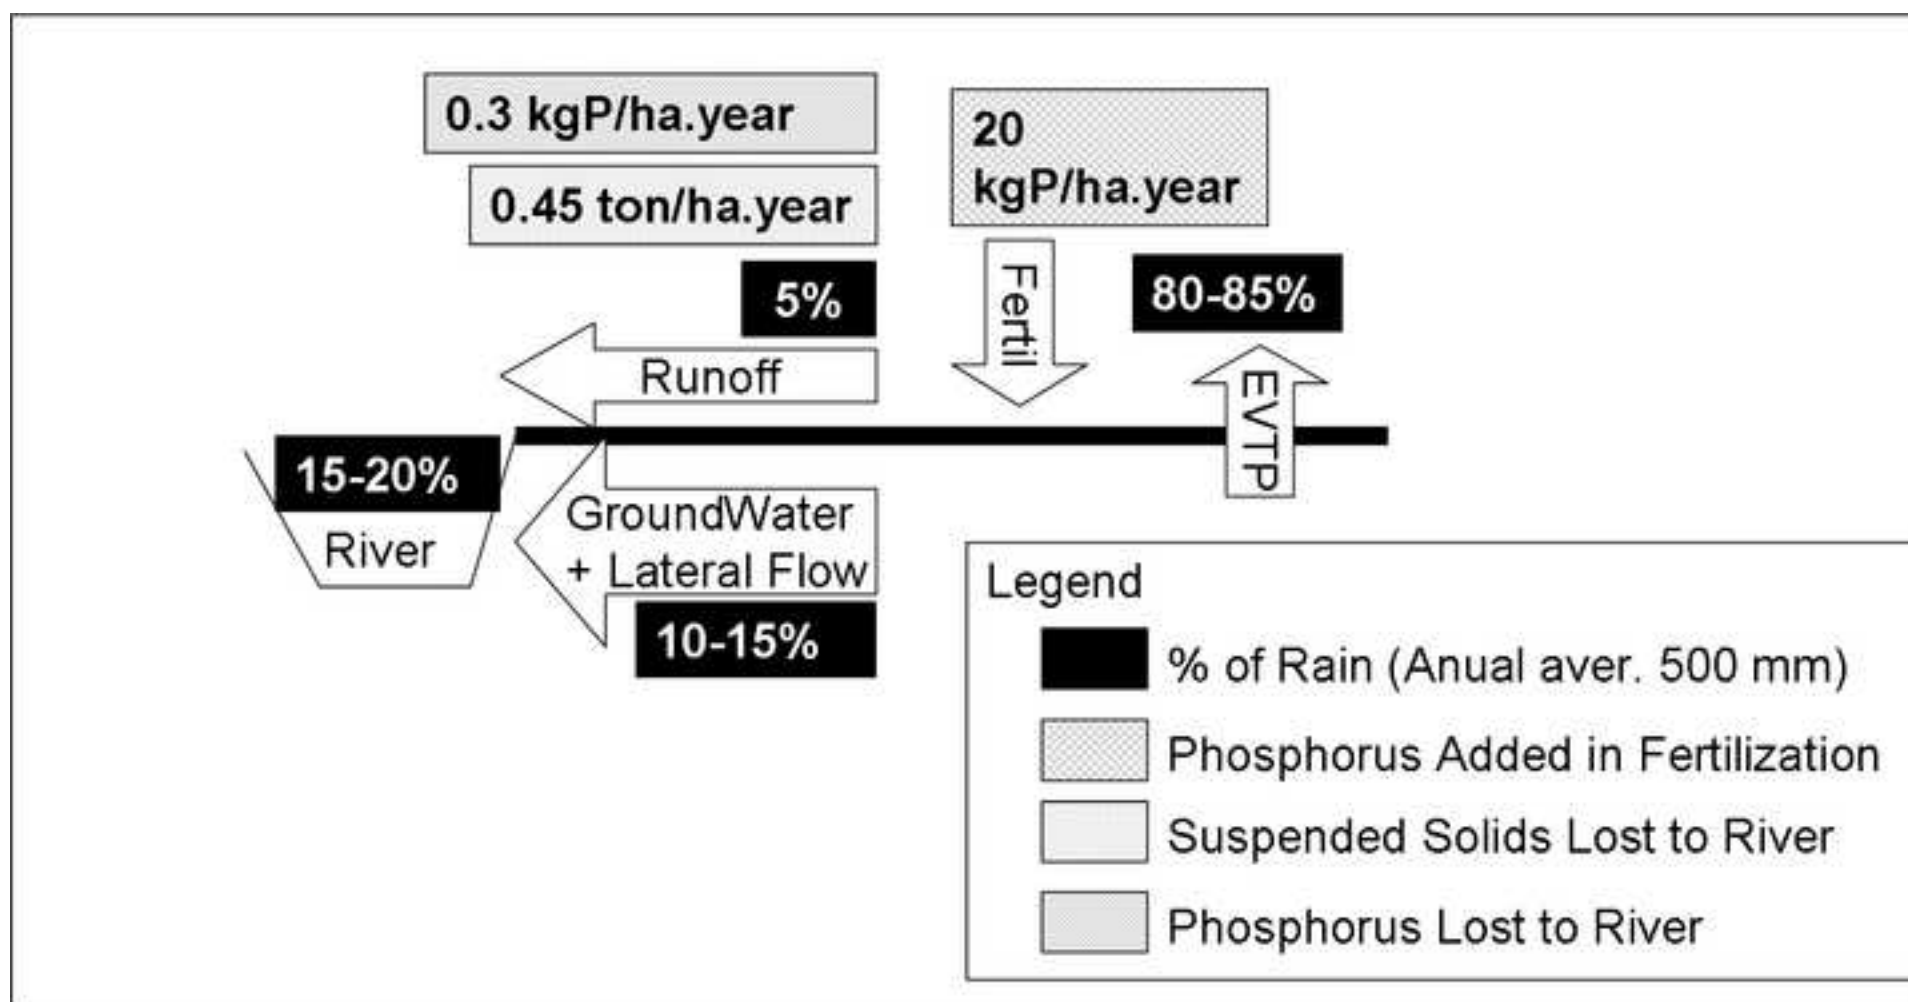 0.3 kgP/ha.year
0.45 ton/ha.year
5%
Runoff
20
kgP/ha.year
Fertil
80-85%
EVTP
15-20%
River
GroundWater
+ Lateral Flow
10-15%
Legend
% of Rain (Anual aver. 500 mm)
Phosphorus Added in Fertilization
Suspended Solids Lost to River
Phosphorus Lost to River